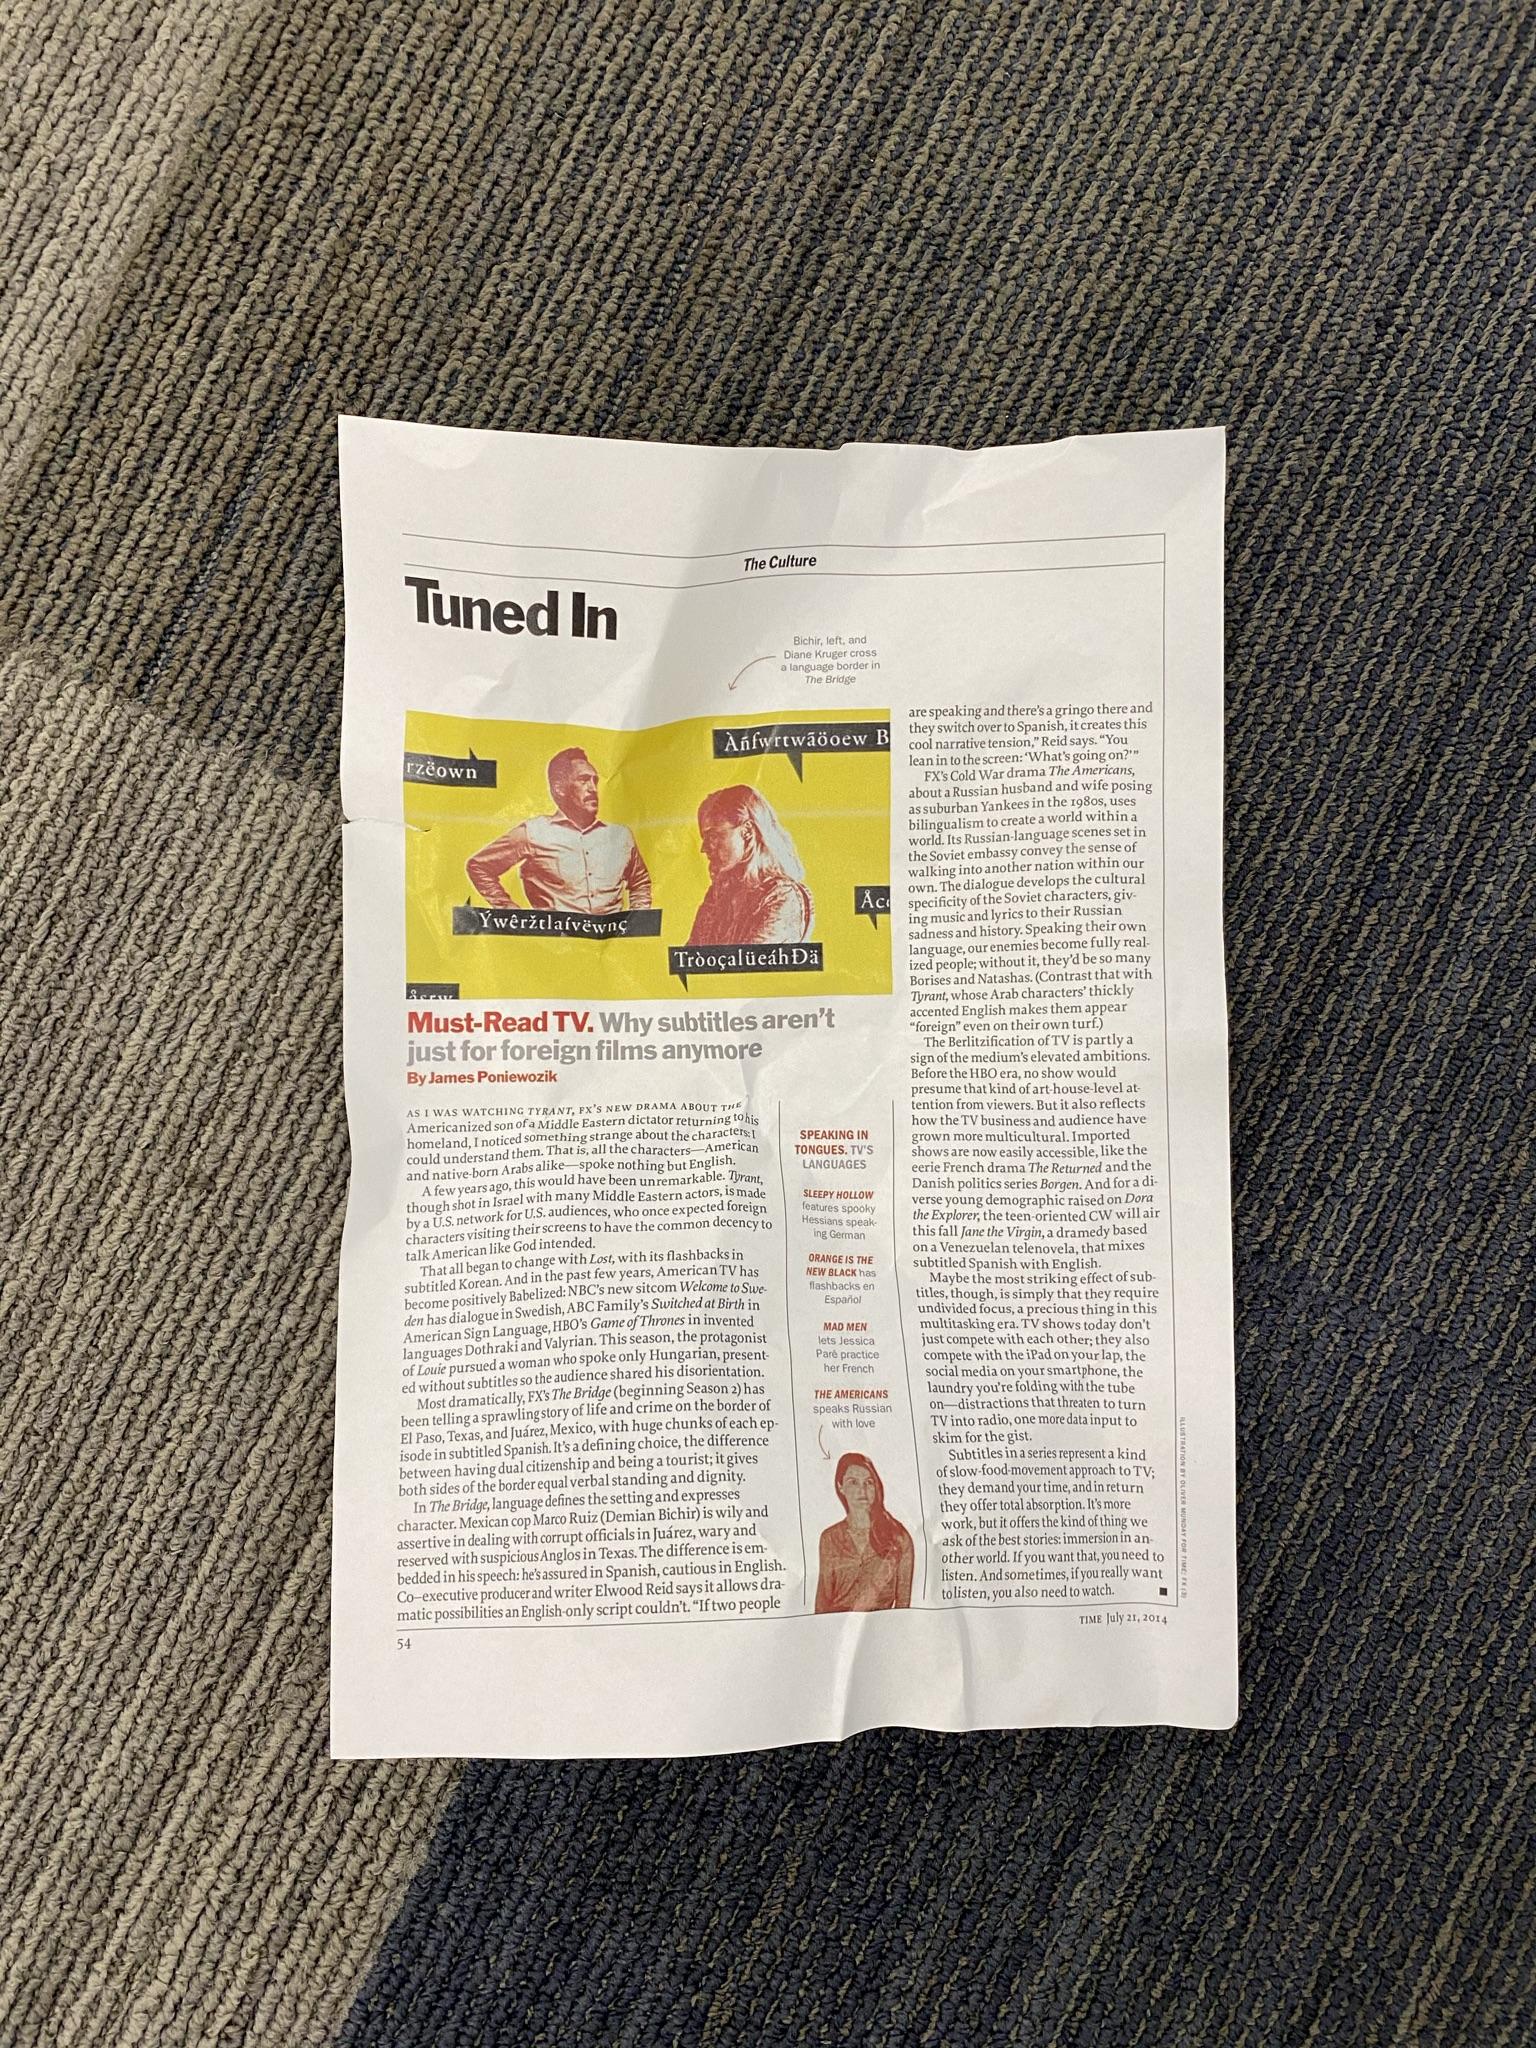 The Culture
Tuned In
Bichir, left, and
Diane Kruger cross
a language border in
The Bridge
rzëown
Àñfwrtwãöoew B
Ýwêržtlaívëwnç
Åc
TròoçalüeáhÐä
åsrw
Must-Read TV. Why subtitles aren't
just for foreign films anymore
By James Poniewozik
AS I WAS WATCHING TYRANT, FX'S NEW DRAMA ABOUT THE
Americanized son of a Middle Eastern dictator returning to his
homeland, I noticed something strange about the characters: I
could understand them. That is, all the characters—American
and native-born Arabs alike—spoke nothing but English.
A few years ago, this would have been unremarkable. Tyrant,
though shot in Israel with many Middle Eastern actors, is made
by a U.S. network for U.S. audiences, who once expected foreign
characters visiting their screens to have the common decency to
talk American like God intended.
That all began to change with Lost, with its flashbacks in
subtitled Korean. And in the past few years, American TV has
become positively Babelized: NBC's new sitcom Welcome to Swe-
den has dialogue in Swedish, ABC Family's Switched at Birth in
American Sign Language, HBO's Game of Thrones in invented
languages Dothraki and Valyrian. This season, the protagonist
of Louie pursued a woman who spoke only Hungarian, present-
ed without subtitles so the audience shared his disorientation.
Most dramatically, FX's The Bridge (beginning Season 2) has
been telling a sprawling story of life and crime on the border of
El Paso, Texas, and Juárez, Mexico, with huge chunks of each ep-
isode in subtitled Spanish. It's a defining choice, the difference
between having dual citizenship and being a tourist; it gives
both sides of the border equal verbal standing and dignity.
In The Bridge, language defines the setting and expresses
character. Mexican cop Marco Ruiz (Demian Bichir) is wily and
assertive in dealing with corrupt officials in Juárez, wary and
reserved with suspicious Anglos in Texas. The difference is em-
bedded in his speech: he's assured in Spanish, cautious in English.
Co–executive producer and writer Elwood Reid says it allows dra-
matic possibilities an English-only script couldn't. "If two people
SPEAKING IN
TONGUES. TV'S
LANGUAGES
SLEEPY HOLLOW
features spooky
Hessians speak-
ing German
ORANGE IS THE
NEW BLACK has
flashbacks en
Español
MAD MEN
lets Jessica
Paré practice
her French
THE AMERICANS
speaks Russian
with love
are speaking and there's a gringo there and
they switch over to Spanish, it creates this
cool narrative tension," Reid says. "You
lean in to the screen: 'What's going on?'"
FX's Cold War drama The Americans,
about a Russian husband and wife posing
as suburban Yankees in the 1980s, uses
bilingualism to create a world within a
world. Its Russian-language scenes set in
the Soviet embassy convey the sense of
walking into another nation within our
own. The dialogue develops the cultural
specificity of the Soviet characters, giv-
ing music and lyrics to their Russian
sadness and history. Speaking their own
language, our enemies become fully real-
ized people; without it, they'd be so many
Borises and Natashas. (Contrast that with
Tyrant, whose Arab characters' thickly
accented English makes them appear
"foreign" even on their own turf.)
The Berlitzification of TV is partly a
sign of the medium's elevated ambitions.
Before the HBO era, no show would
presume that kind of art-house-level at-
tention from viewers. But it also reflects
how the TV business and audience have
grown more multicultural. Imported
shows are now easily accessible, like the
eerie French drama The Returned and the
Danish politics series Borgen. And for a di-
verse young demographic raised on Dora
the Explorer, the teen-oriented CW will air
this fall Jane the Virgin, a dramedy based
on a Venezuelan telenovela, that mixes
subtitled Spanish with English.
Maybe the most striking effect of sub-
titles, though, is simply that they require
undivided focus, a precious thing in this
multitasking era. TV shows today don't
just compete with each other; they also
compete with the iPad on your lap, the
social media on your smartphone, the
laundry you're folding with the tube
on—distractions that threaten to turn
TV into radio, one more data input to
skim for the gist.
Subtitles in a series represent a kind
of slow-food-movement approach to TV;
they demand your time, and in return
they offer total absorption. It's more
work, but it offers the kind of thing we
ask of the best stories: immersion in an-
other world. If you want that, you need to
listen. And sometimes, if you really want
to listen, you also need to watch.
ILLUSTRATION BY OLIVER MUNDAY FOR TIME; FX (3)
54
TIME July 21, 2014